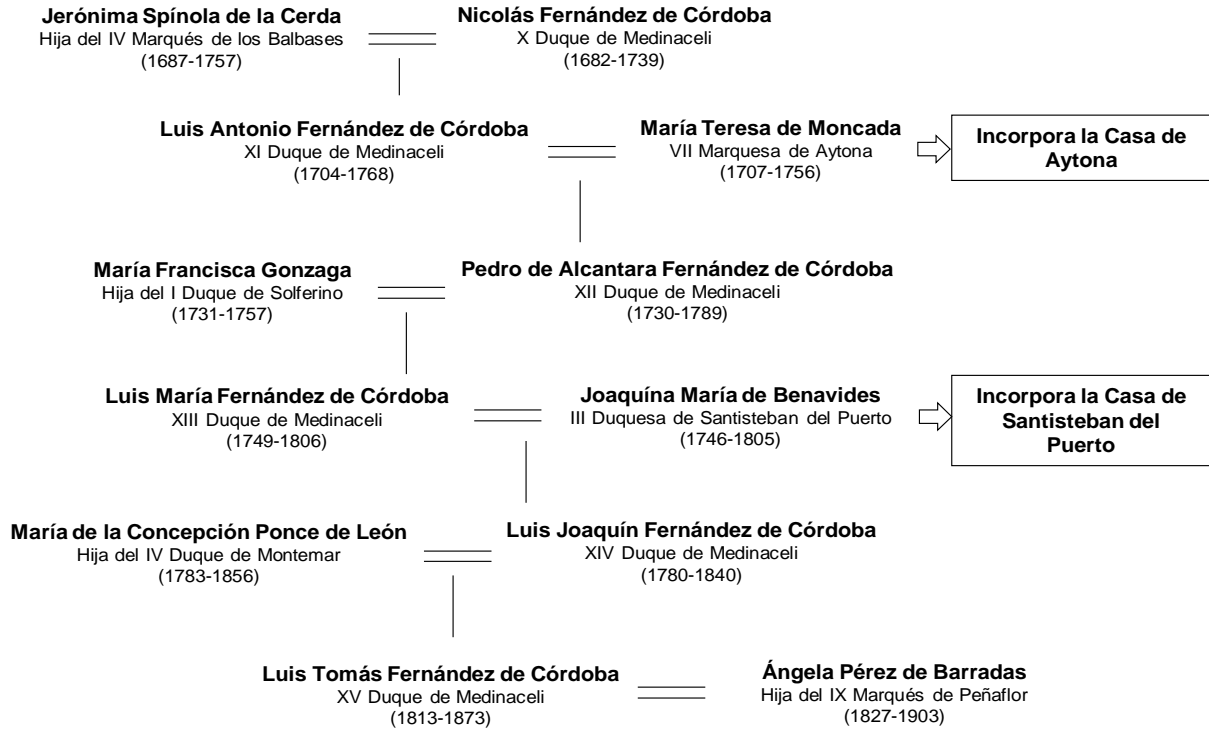 Jerónima Spínola de la Cerda
Hija del IV Marqués de los Balbases
(1687-1757)
Nicolás Fernández de Córdoba
X Duque de Medinaceli
(1682-1739)
Luis Antonio Fernández de Córdoba
XI Duque de Medinaceli
(1704-1768)
María Teresa de Moncada
VII Marquesa de Aytona
(1707-1756)
Incorpora la Casa de
Aytona
María Francisca Gonzaga
Hija del I Duque de Solferino
(1731-1757)
Pedro de Alcantara Fernández de Córdoba
XII Duque de Medinaceli
(1730-1789)
Luis María Fernández de Córdoba
XIII Duque de Medinaceli
(1749-1806)
Joaquína María de Benavides
III Duquesa de Santisteban del Puerto
(1746-1805)
Incorpora la Casa de
Santisteban del
Puerto
María de la Concepción Ponce de León
Hija del IV Duque de Montemar
(1783-1856)
Luis Joaquín Fernández de Córdoba
XIV Duque de Medinaceli
(1780-1840)
Luis Tomás Fernández de Córdoba
XV Duque de Medinaceli
(1813-1873)
Ángela Pérez de Barradas
Hija del IX Marqués de Peñaflor
(1827-1903)